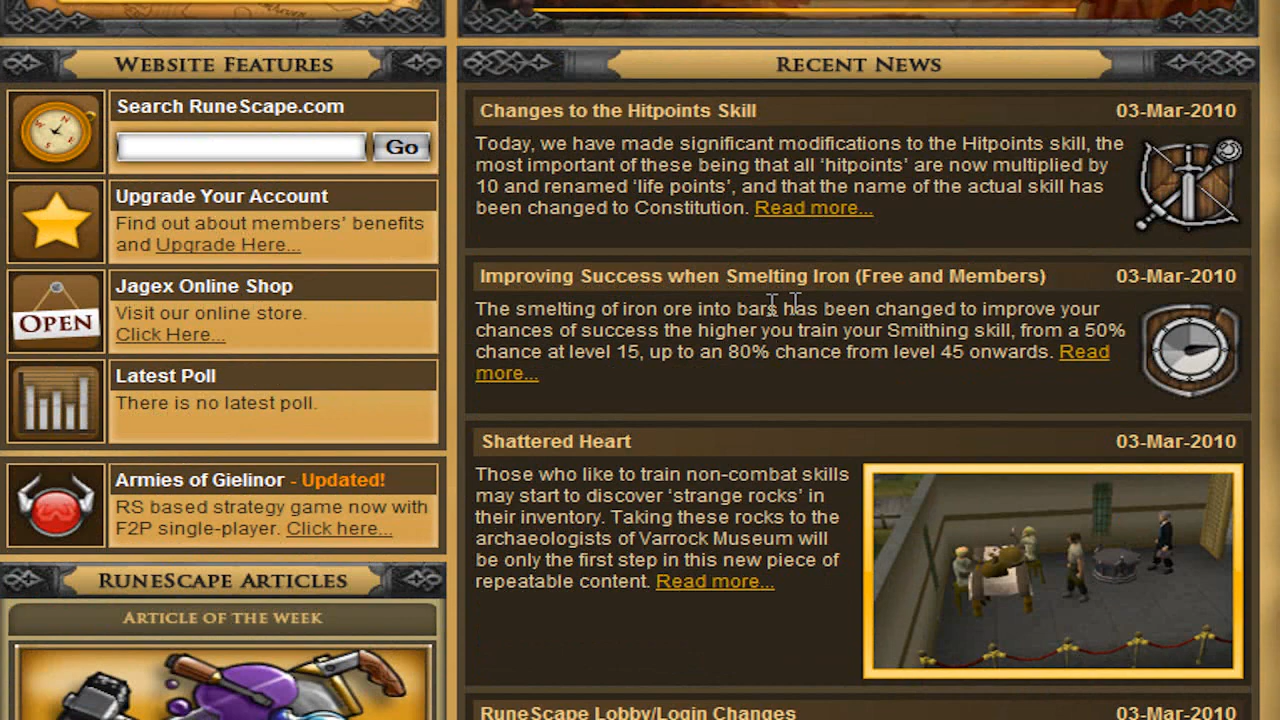 Website Features
Search RuneScape.com
Go
Upgrade Your Account
Find out about members' benefits
and Upgrade Here...
Jagex Online Shop
OPEN
Visit our online store.
Click Here...
Latest Poll
There is no latest poll.
Armies of Gielinor - Updated!
RS based strategy game now with
F2P single-player. Click here...
RuneScape Articles
Article of the week
Recent News
Changes to the Hitpoints Skill 03-Mar-2010
Today, we have made significant modifications to the Hitpoints skill, the
most important of these being that all ‘hitpoints’ are now multiplied by
10 and renamed ‘life points’, and that the name of the actual skill has
been changed to Constitution. Read more...
Improving Success when Smelting Iron (Free and Members) 03-Mar-2010
The smelting of iron ore into bars has been changed to improve your
chances of success the higher you train your Smithing skill, from a 50%
chance at level 15, up to an 80% chance from level 45 onwards. Read
more...
Shattered Heart 03-Mar-2010
Those who like to train non-combat skills
may start to discover ‘strange rocks’ in
their inventory. Taking these rocks to the
archaeologists of Varrock Museum will
be only the first step in this new piece of
repeatable content. Read more...
RuneScape Lobby/Login Changes 03-Mar-2010